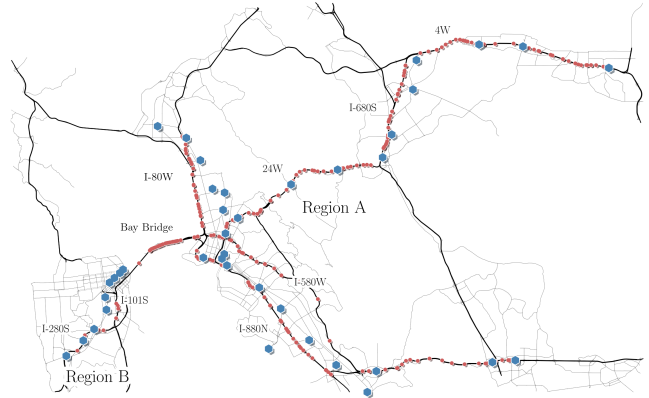 4W
I-680S
24W
I-80W
Region A
Bay Bridge
I-580W
I-101S
I-280S
I-880N
Region B